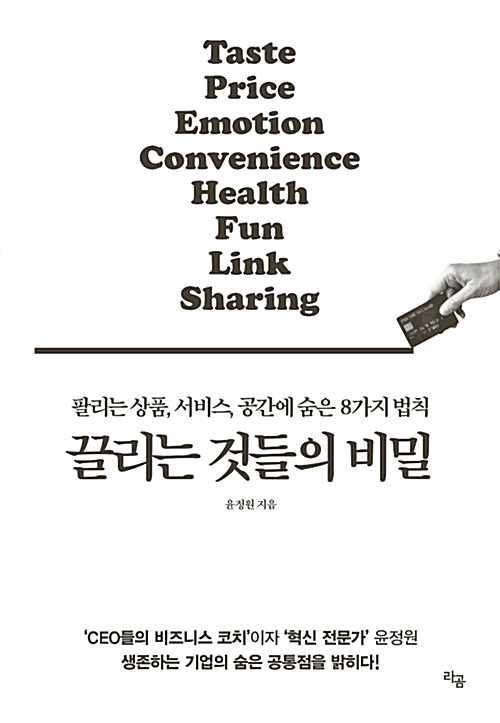 Taste
Price
Emotion
Convenience
Health
Fun
Link
Sharing
팔리는 상품, 서비스, 공간에 숨은 8가지 법칙
끌리는 것들의 비밀
윤정원 지음
‘CEO들의 비즈니스 코치’이자 ‘혁신 전문가’ 윤정원
생존하는 기업의 숨은 공통점을 밝히다!
라곰